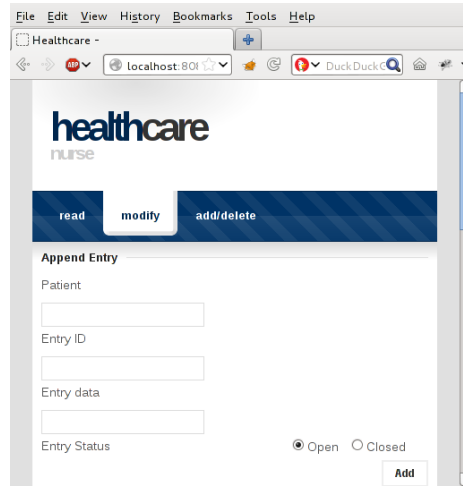 File Edit View History Bookmarks Tools Help
Healthcare -
ABP localhost:80 DuckDuckG
healthcare
nurse
read modify add/delete
Append Entry
Patient
Entry ID
Entry data
Entry Status Open Closed
Add